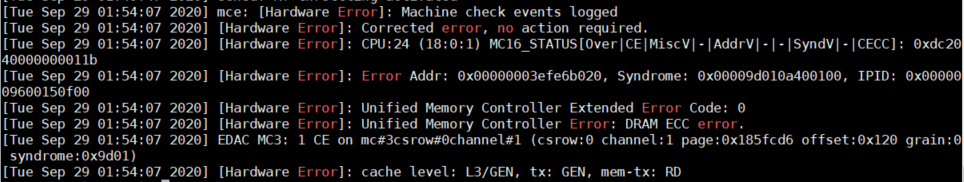 [Tue Sep 29 01:54:07 2020] mce: [Hardware Error]: Machine check events logged
[Tue Sep 29 01:54:07 2020] [Hardware Error]: Corrected error, no action required.
[Tue Sep 29 01:54:07 2020] [Hardware Error]: CPU:24 (18:0:1) MC16_STATUS[Over|CE|MiscV|-|AddrV|-|-|SyndV|-|CECC]: 0xdc20
40000000011b
[Tue Sep 29 01:54:07 2020] [Hardware Error]: Error Addr: 0x00000003efe6b020, Syndrome: 0x00009d010a400100, IPID: 0x00000
09600150f00
[Tue Sep 29 01:54:07 2020] [Hardware Error]: Unified Memory Controller Extended Error Code: 0
[Tue Sep 29 01:54:07 2020] [Hardware Error]: Unified Memory Controller Error: DRAM ECC error.
[Tue Sep 29 01:54:07 2020] EDAC MC3: 1 CE on mc#3csrow#0channel#1 (csrow:0 channel:1 page:0x185fcd6 offset:0x120 grain:0
 syndrome:0x9d01)
[Tue Sep 29 01:54:07 2020] [Hardware Error]: cache level: L3/GEN, tx: GEN, mem-tx: RD